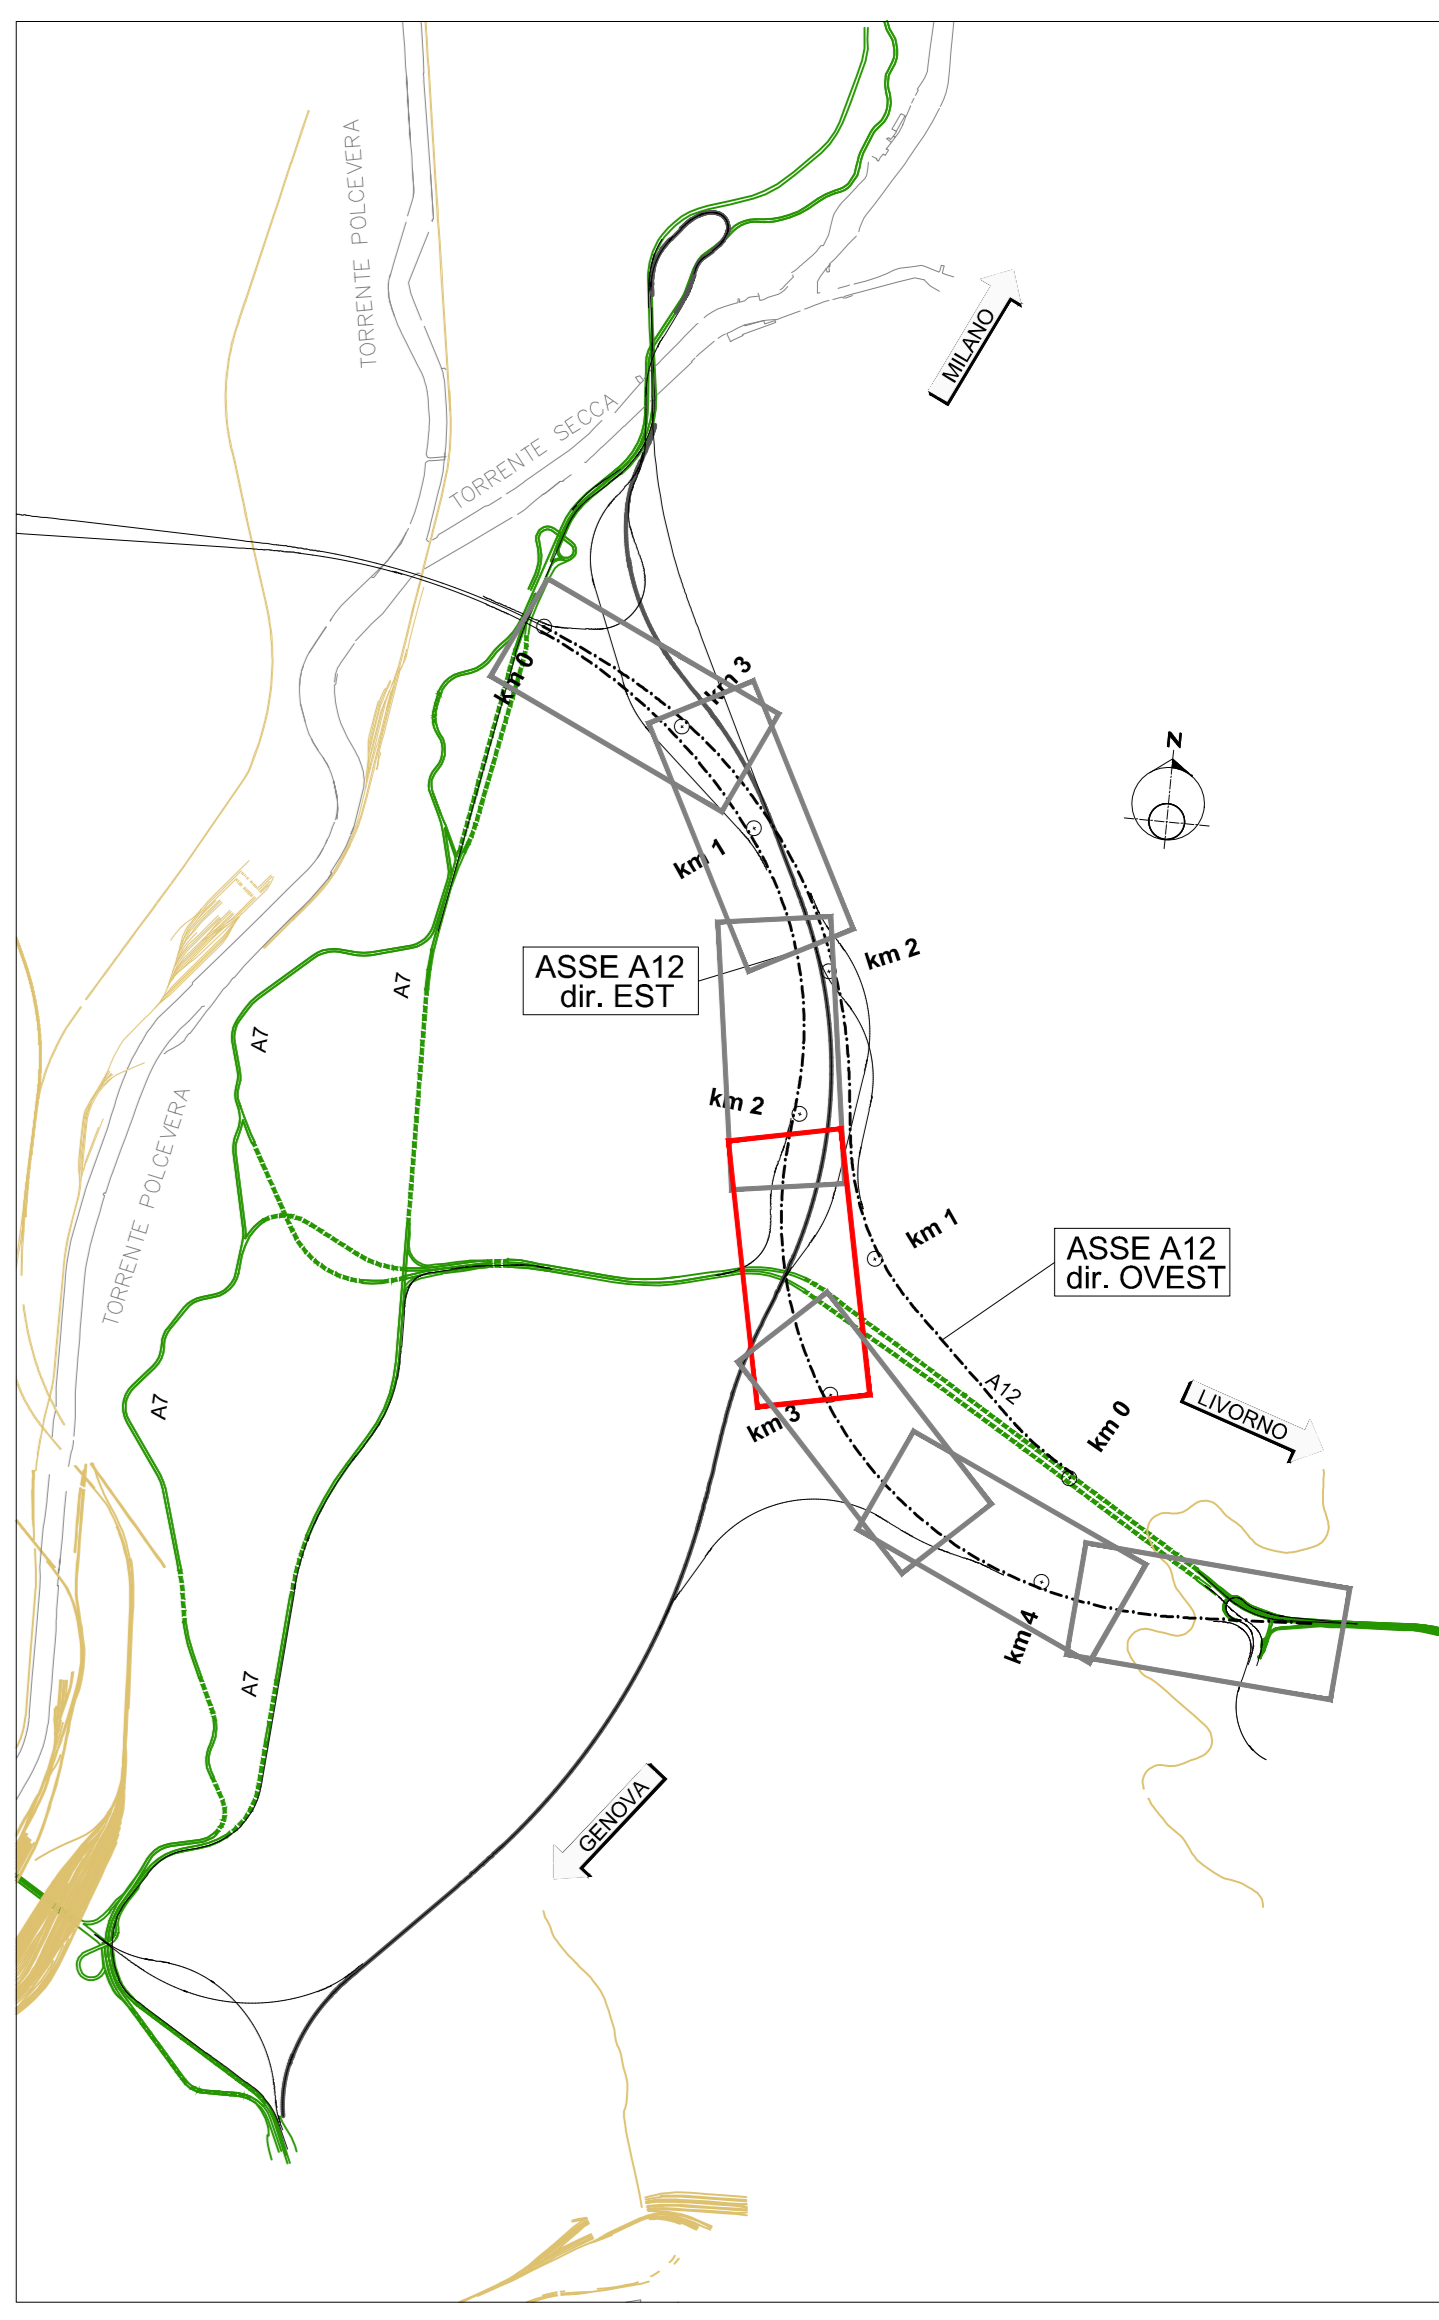 TORRENTE POLCEVERA
MILANO
TORRENTE SECCA
km 0
km 3
N
km 1
ASSE A12
dir. EST
km 2
A7
A7
km 2
TORRENTE POLCEVERA
km 1
ASSE A12
dir. OVEST
A12
A7
km 3
km 0
LIVORNO
km 4
A7
GENOVA